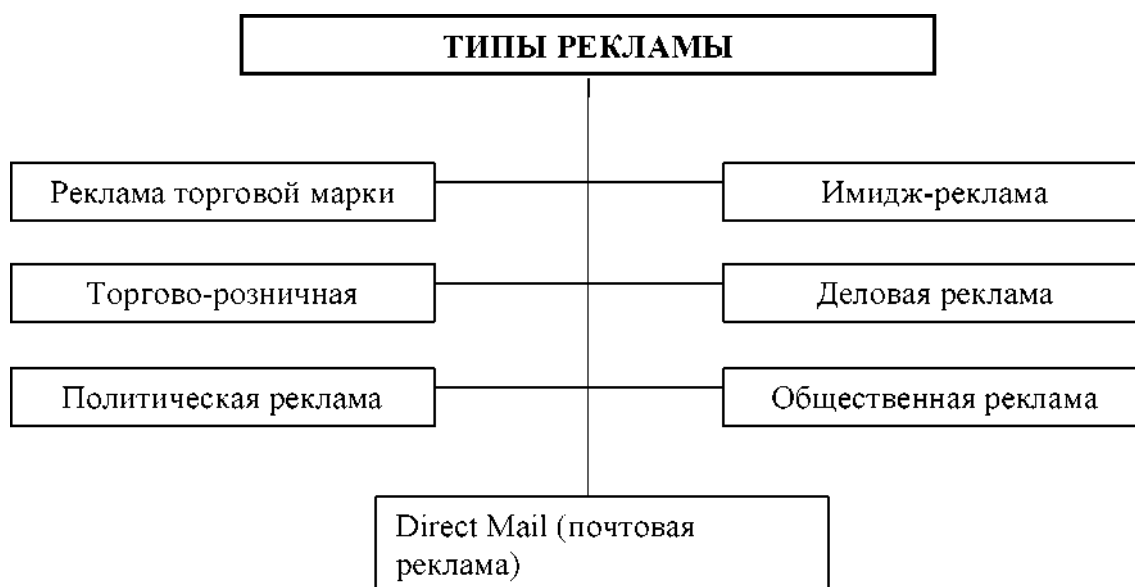 ТИПЫ РЕКЛАМЫ
Реклама торговой марки
Имидж-реклама
Торгово-розничная
Деловая реклама
Политическая реклама
Общественная реклама
Direct Mail (почтовая
реклама)